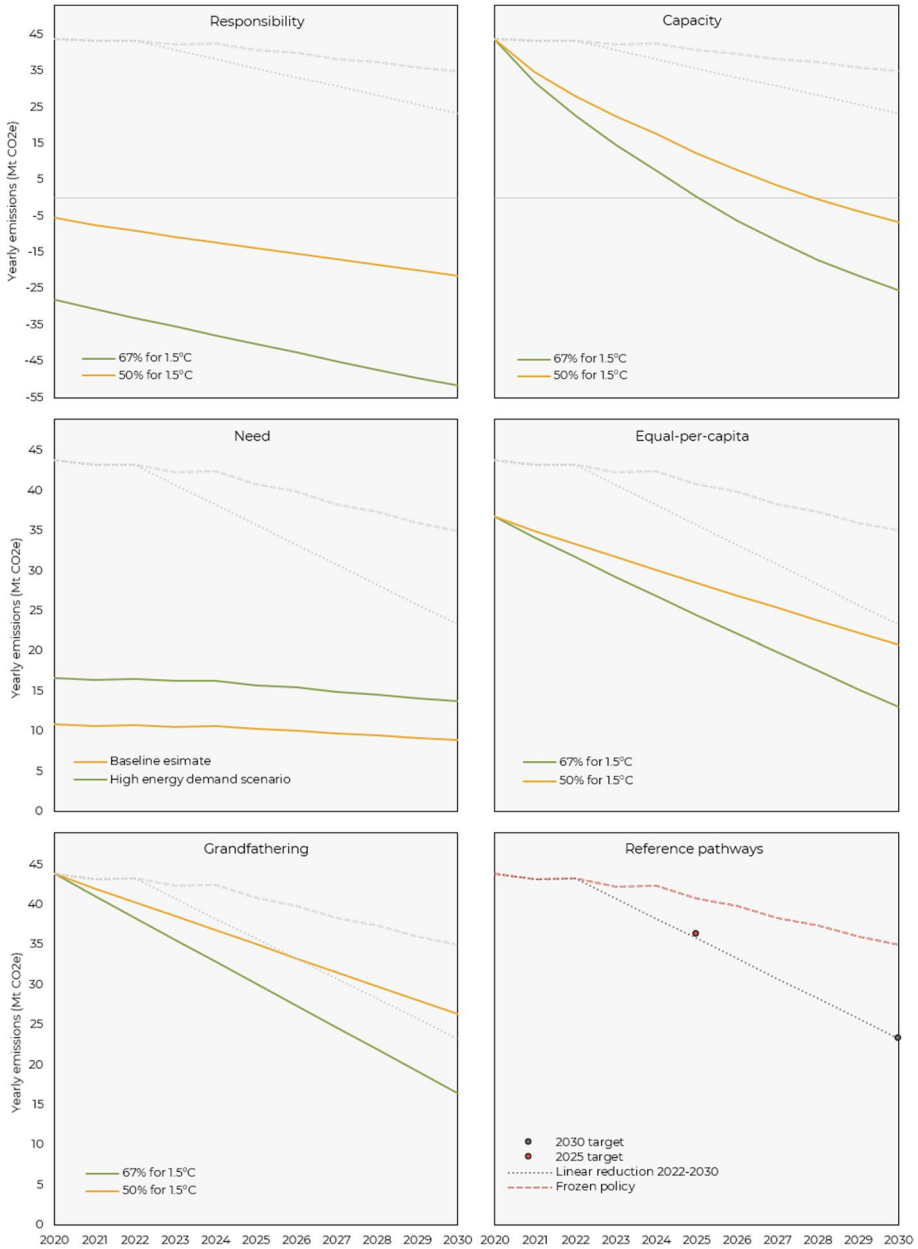 Responsibility
Capacity
45
35
25
15
5
-5
-15
-25
-35
-45
-55
Yearly emissions (Mt CO2e)
67% for 1.5°C
50% for 1.5°C
67% for 1.5°C
50% for 1.5°C
Need
Equal-per-capita
45
40
35
30
25
20
15
10
5
0
Yearly emissions (Mt CO2e)
Baseline esimate
High energy demand scenario
67% for 1.5°C
50% for 1.5°C
Grandfathering
Reference pathways
45
40
35
30
25
20
15
10
5
0
Yearly emissions (Mt CO2e)
67% for 1.5°C
50% for 1.5°C
2030 target
2025 target
Linear reduction 2022-2030
Frozen policy
2020 2021 2022 2023 2024 2025 2026 2027 2028 2029 2030
2020 2021 2022 2023 2024 2025 2026 2027 2028 2029 2030